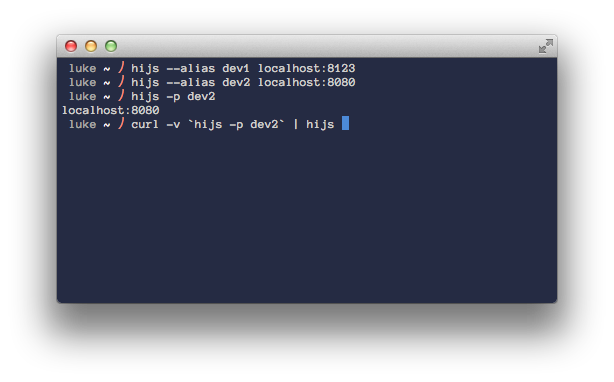 luke ~ ) hijs --alias dev1 localhost:8123
luke ~ ) hijs --alias dev2 localhost:8080
luke ~ ) hijs -p dev2
localhost:8080
luke ~ ) curl -v `hijs -p dev2` | hijs